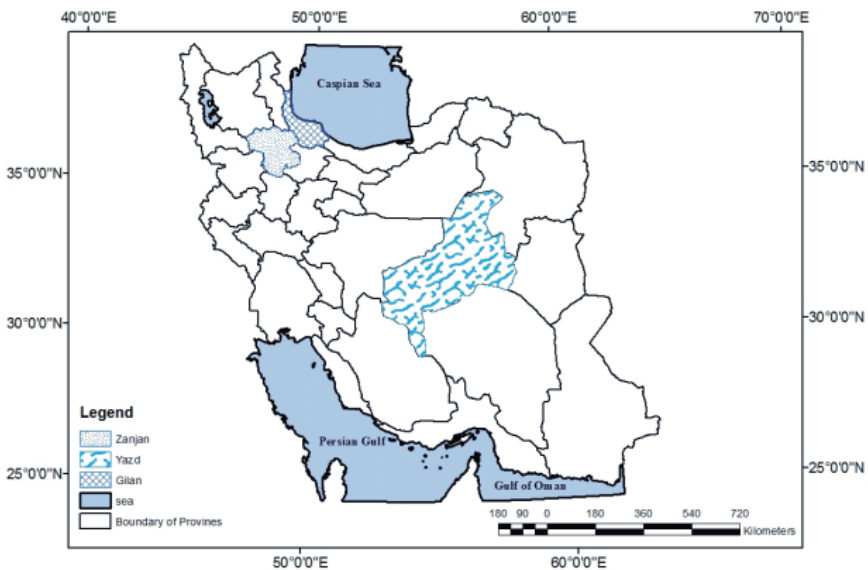 40°0'0"E 50°0'0"E 60°0'0"E 70°0'0"E
Caspian Sea
35°0'0"N 35°0'0"N
30°0'0"N 30°0'0"N
Legend
Zanjan
Yazd
Gilan
sea
Boundary of Provines
Persian Gulf
25°0'0"N 25°0'0"N
Gulf of Oman
180 90 0 180 360 540 720
Kilometers
50°0'0"E 60°0'0"E